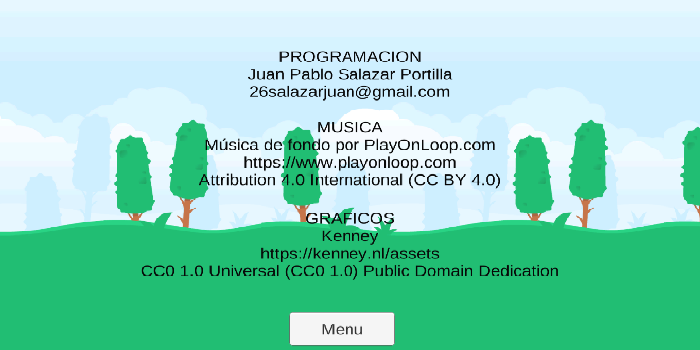 PROGRAMACION
Juan Pablo Salazar Portilla
26salazarjuan@gmail.com
MUSICA
Música de fondo por PlayOnLoop.com
https://www.playonloop.com
Attribution 4.0 International (CC BY 4.0)
GRAFICOS
Kenney
https://kenney.nl/assets
CC0 1.0 Universal (CC0 1.0) Public Domain Dedication
Menu